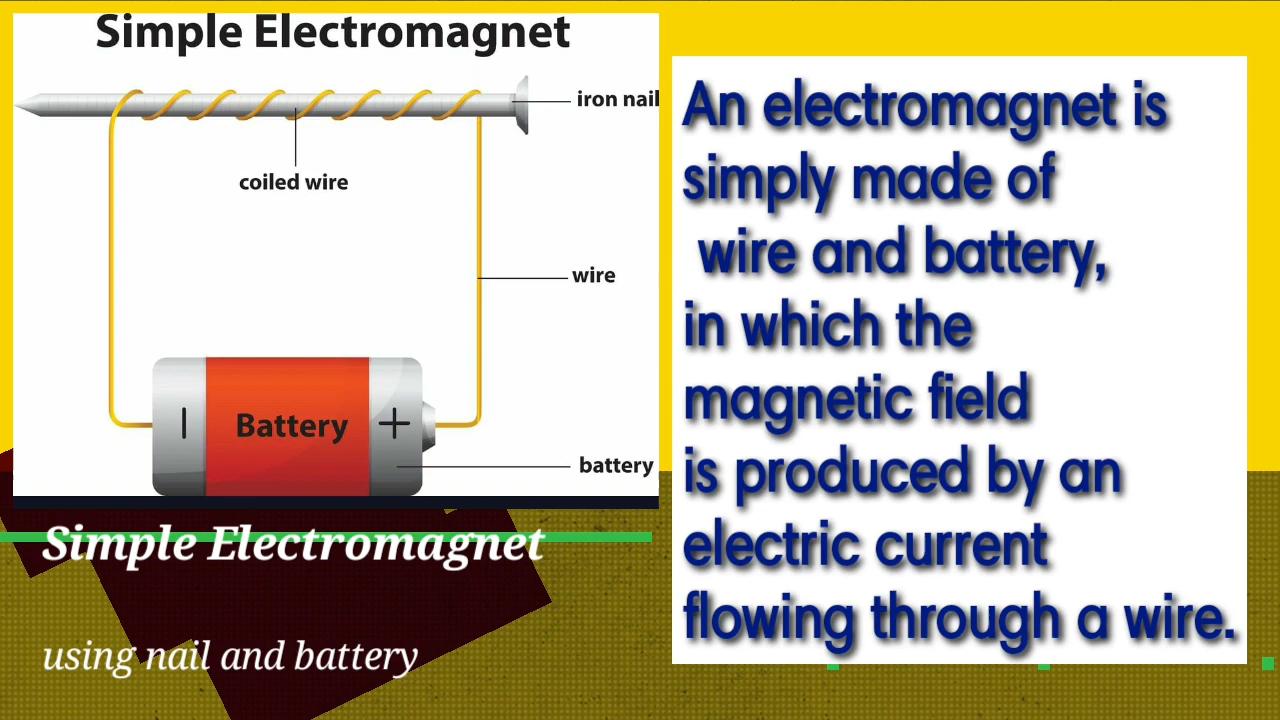 Simple Electromagnet
iron nail
coiled wire
wire
Battery
battery
Simple Electromagnet
using nail and battery
An electromagnet is
simply made of
wire and battery,
in which the
magnetic field
is produced by an
electric current
flowing through a wire.